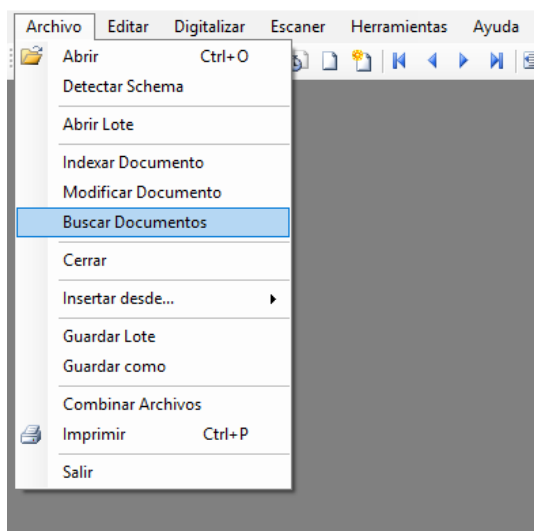 Archivo Editar Digitalizar Escaner Herramientas Ayuda
Abrir Ctrl+O
Detectar Schema
Abrir Lote
Indexar Documento
Modificar Documento
Buscar Documentos
Cerrar
Insertar desde...
Guardar Lote
Guardar como
Combinar Archivos
Imprimir Ctrl+P
Salir